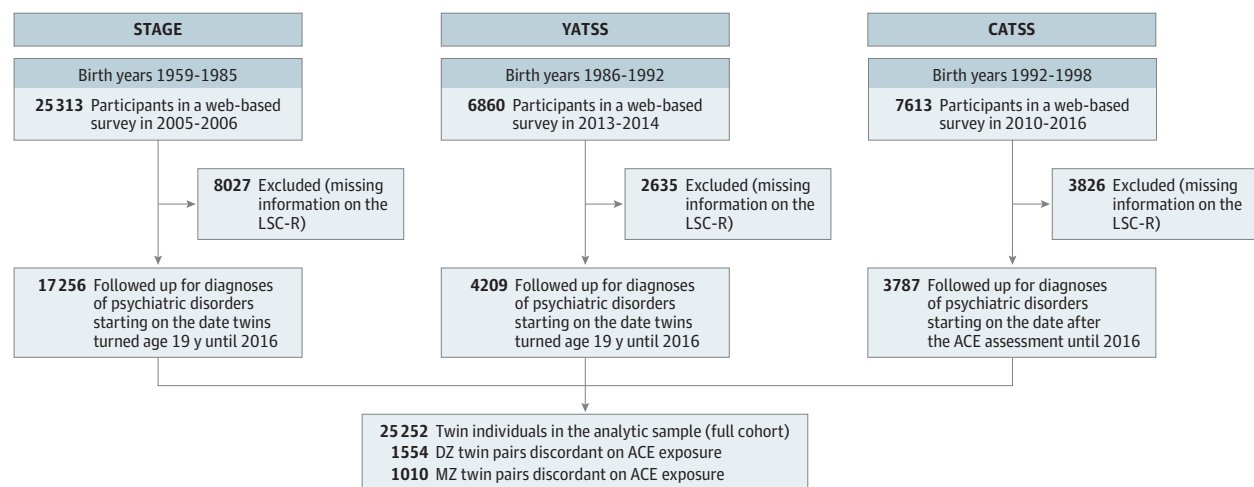 STAGE
Birth years 1959-1985
25 313 Participants in a web-based
survey in 2005-2006
8027 Excluded (missing
information on the
LSC-R)
17 256 Followed up for diagnoses
of psychiatric disorders
starting on the date twins
turned age 19 y until 2016
YATSS
Birth years 1986-1992
6860 Participants in a web-based
survey in 2013-2014
2635 Excluded (missing
information on the
LSC-R)
4209 Followed up for diagnoses
of psychiatric disorders
starting on the date twins
turned age 19 y until 2016
CATSS
Birth years 1992-1998
7613 Participants in a web-based
survey in 2010-2016
3826 Excluded (missing
information on the
LSC-R)
3787 Followed up for diagnoses
of psychiatric disorders
starting on the date after
the ACE assessment until 2016
25 252 Twin individuals in the analytic sample (full cohort)
1554 DZ twin pairs discordant on ACE exposure
1010 MZ twin pairs discordant on ACE exposure